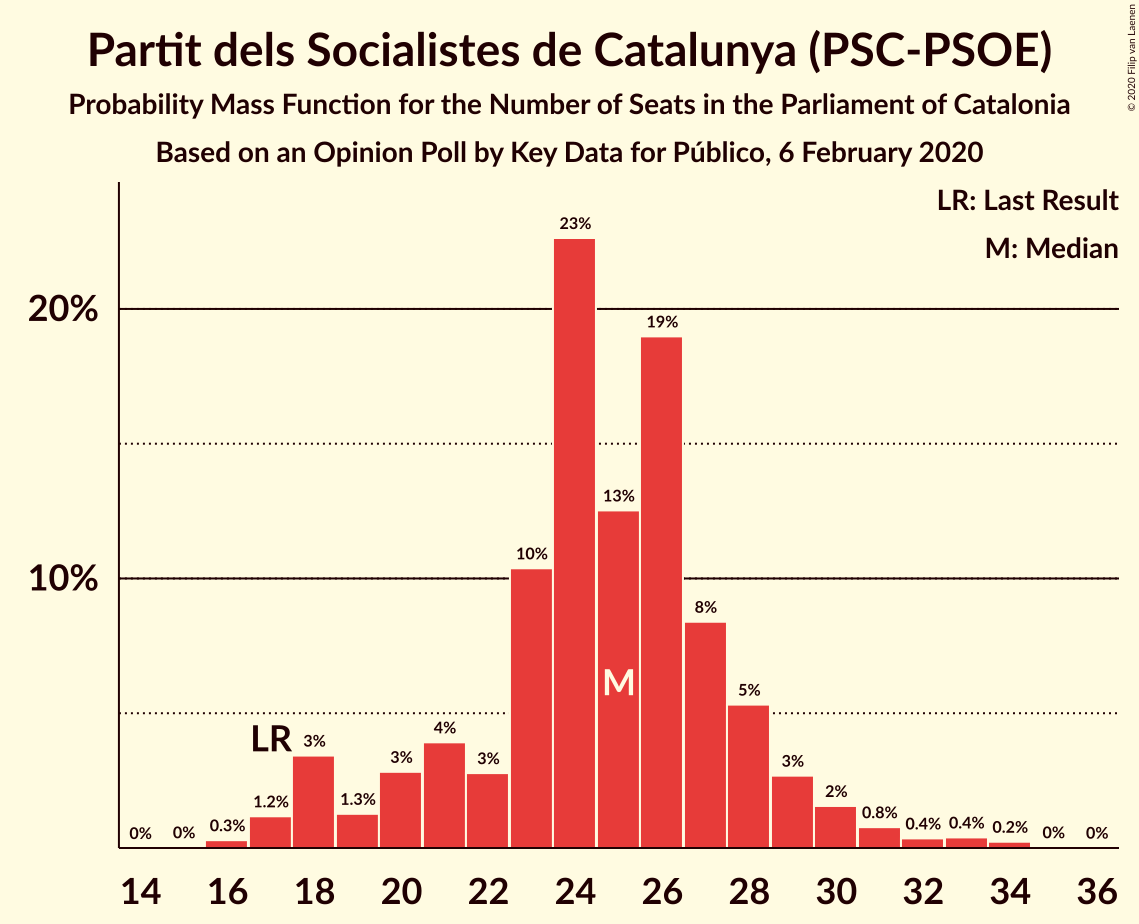 Partit dels Socialistes de Catalunya (PSC-PSOE)
Probability Mass Function for the Number of Seats in the Parliament of Catalonia
Based on an Opinion Poll by Key Data for Público, 6 February 2020
© 2020 Filip van Laenen
LR: Last Result
M: Median
20%
10%
0%
0%
0.3%
1.2%
LR
3%
1.3%
3%
4%
3%
10%
23%
13%
M
19%
8%
5%
3%
2%
0.8%
0.4%
0.4%
0.2%
0%
0%
14 16 18 20 22 24 26 28 30 32 34 36